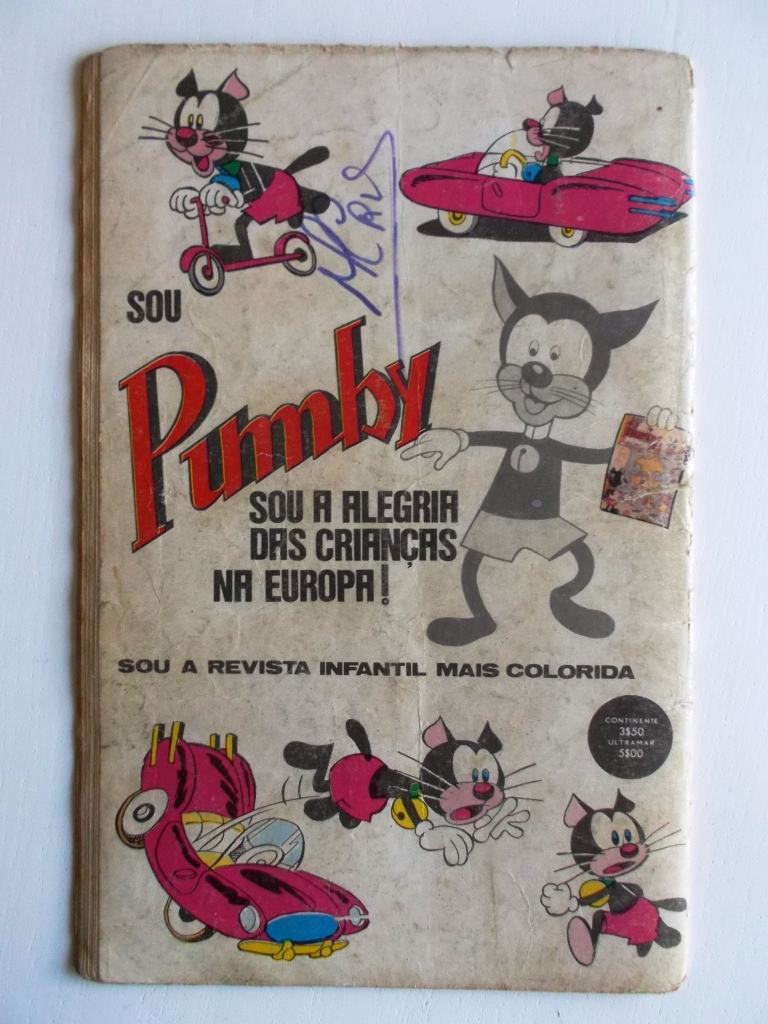 SOU
Pumby
SOU A ALEGRIA
DAS CRIANÇAS
NA EUROPA!
SOU A REVISTA INFANTIL MAIS COLORIDA
CONTINENTE
3$50
ULTRAMAR
5$00